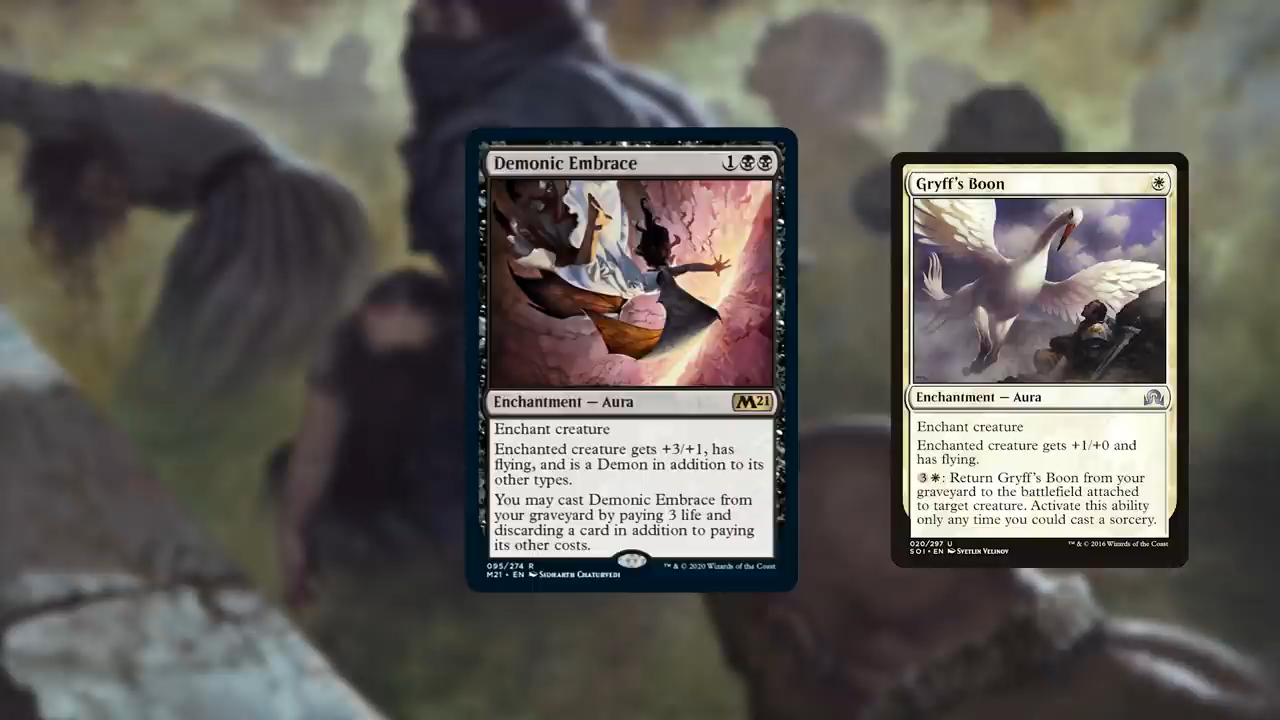 Demonic Embrace 1
Enchantment — Aura M21
Enchant creature
Enchanted creature gets +3/+1, has
flying, and is a Demon in addition to its
other types.
You may cast Demonic Embrace from
your graveyard by paying 3 life and
discarding a card in addition to paying
its other costs.
095/274 R ™ & © 2020 Wizards of the Coast
M21 • EN Sidharth Chaturvedi
Gryff's Boon
Enchantment — Aura
Enchant creature
Enchanted creature gets +1/+0 and
has flying.
3: Return Gryff's Boon from your
graveyard to the battlefield attached
to target creature. Activate this ability
only any time you could cast a sorcery.
020/297 U ™ & © 2016 Wizards of the Coast
SOI • EN Svetlin Velinov